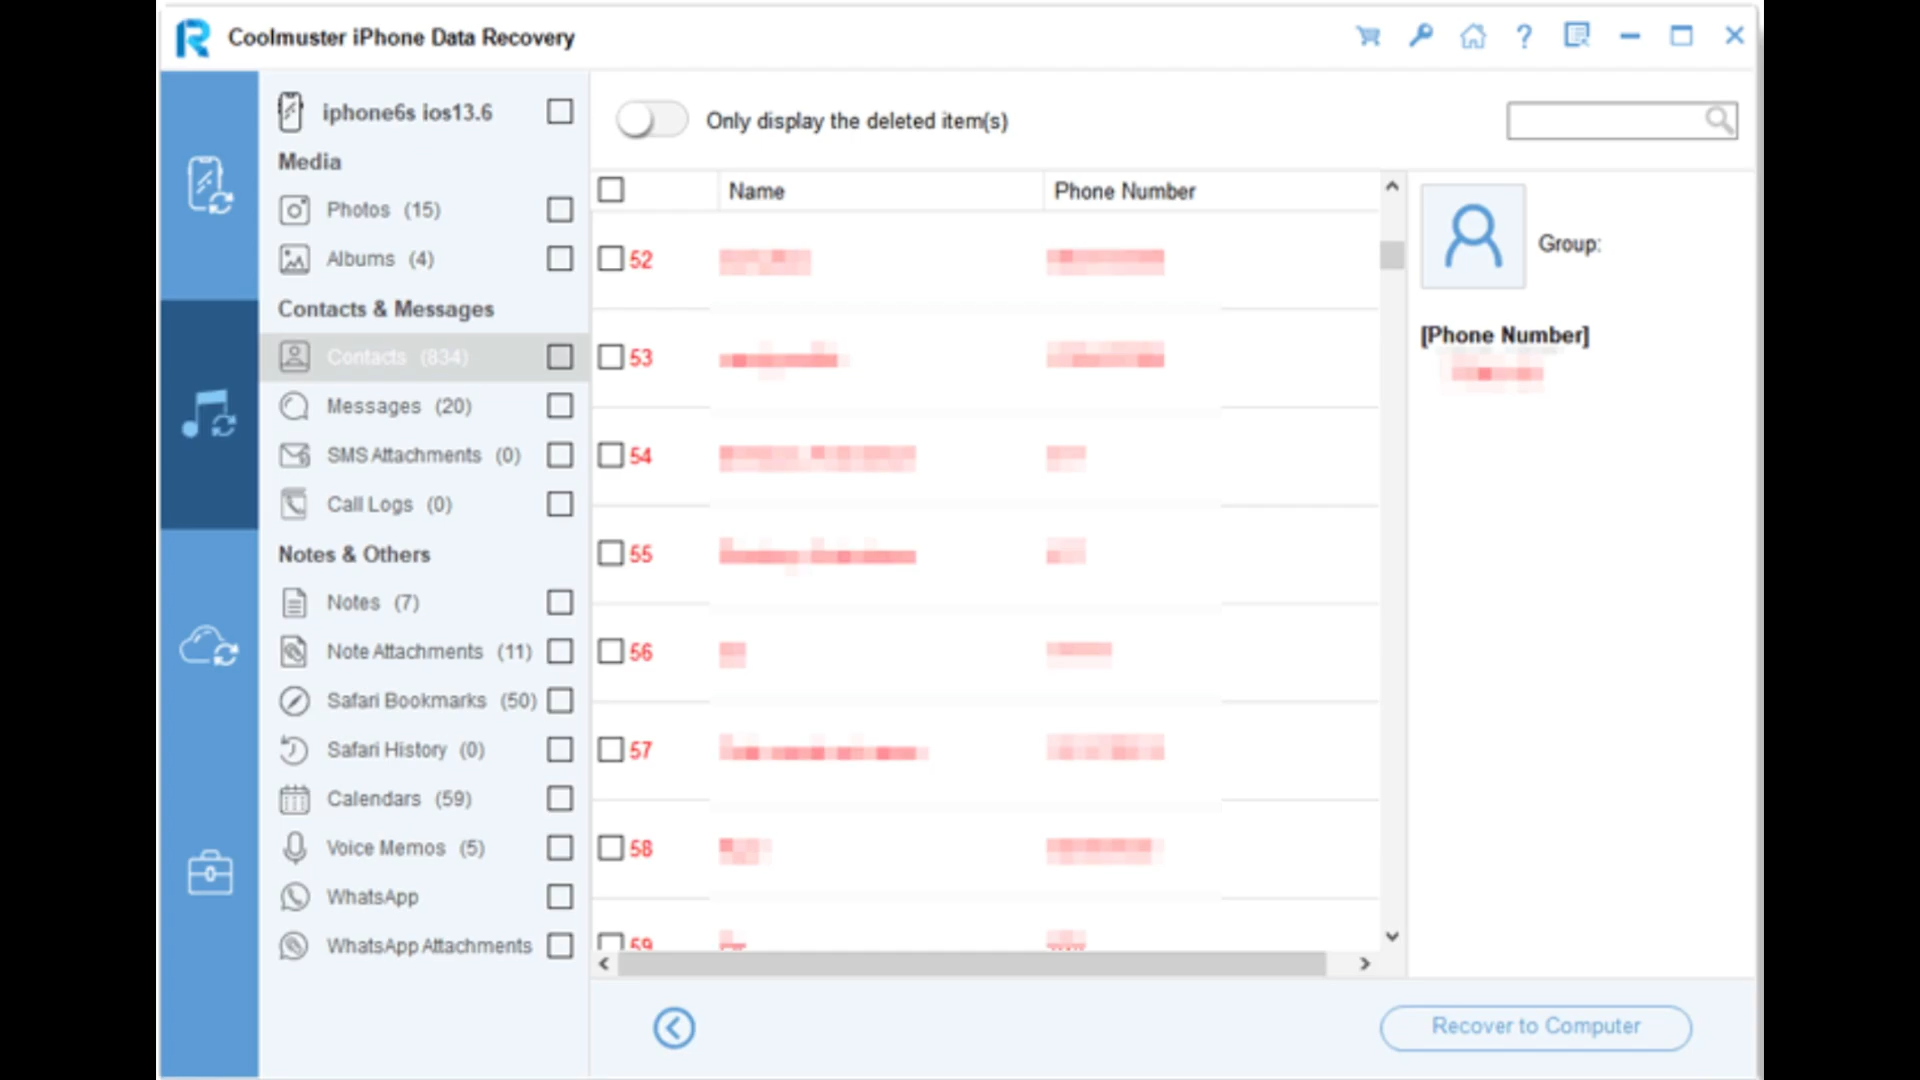 Coolmuster iPhone Data Recovery
iphone6s ios13.6
Media
Photos (15)
Albums (4)
Contacts & Messages
Contacts (834)
Messages (20)
SMS Attachments (0)
Call Logs (0)
Notes & Others
Notes (7)
Note Attachments (11)
Safari Bookmarks (50)
Safari History (0)
Calendars (59)
Voice Memos (5)
WhatsApp
WhatsApp Attachments
Only display the deleted item(s)
Name Phone Number
52
53
54
55
56
57
58
59
Group:
[Phone Number]
Recover to Computer